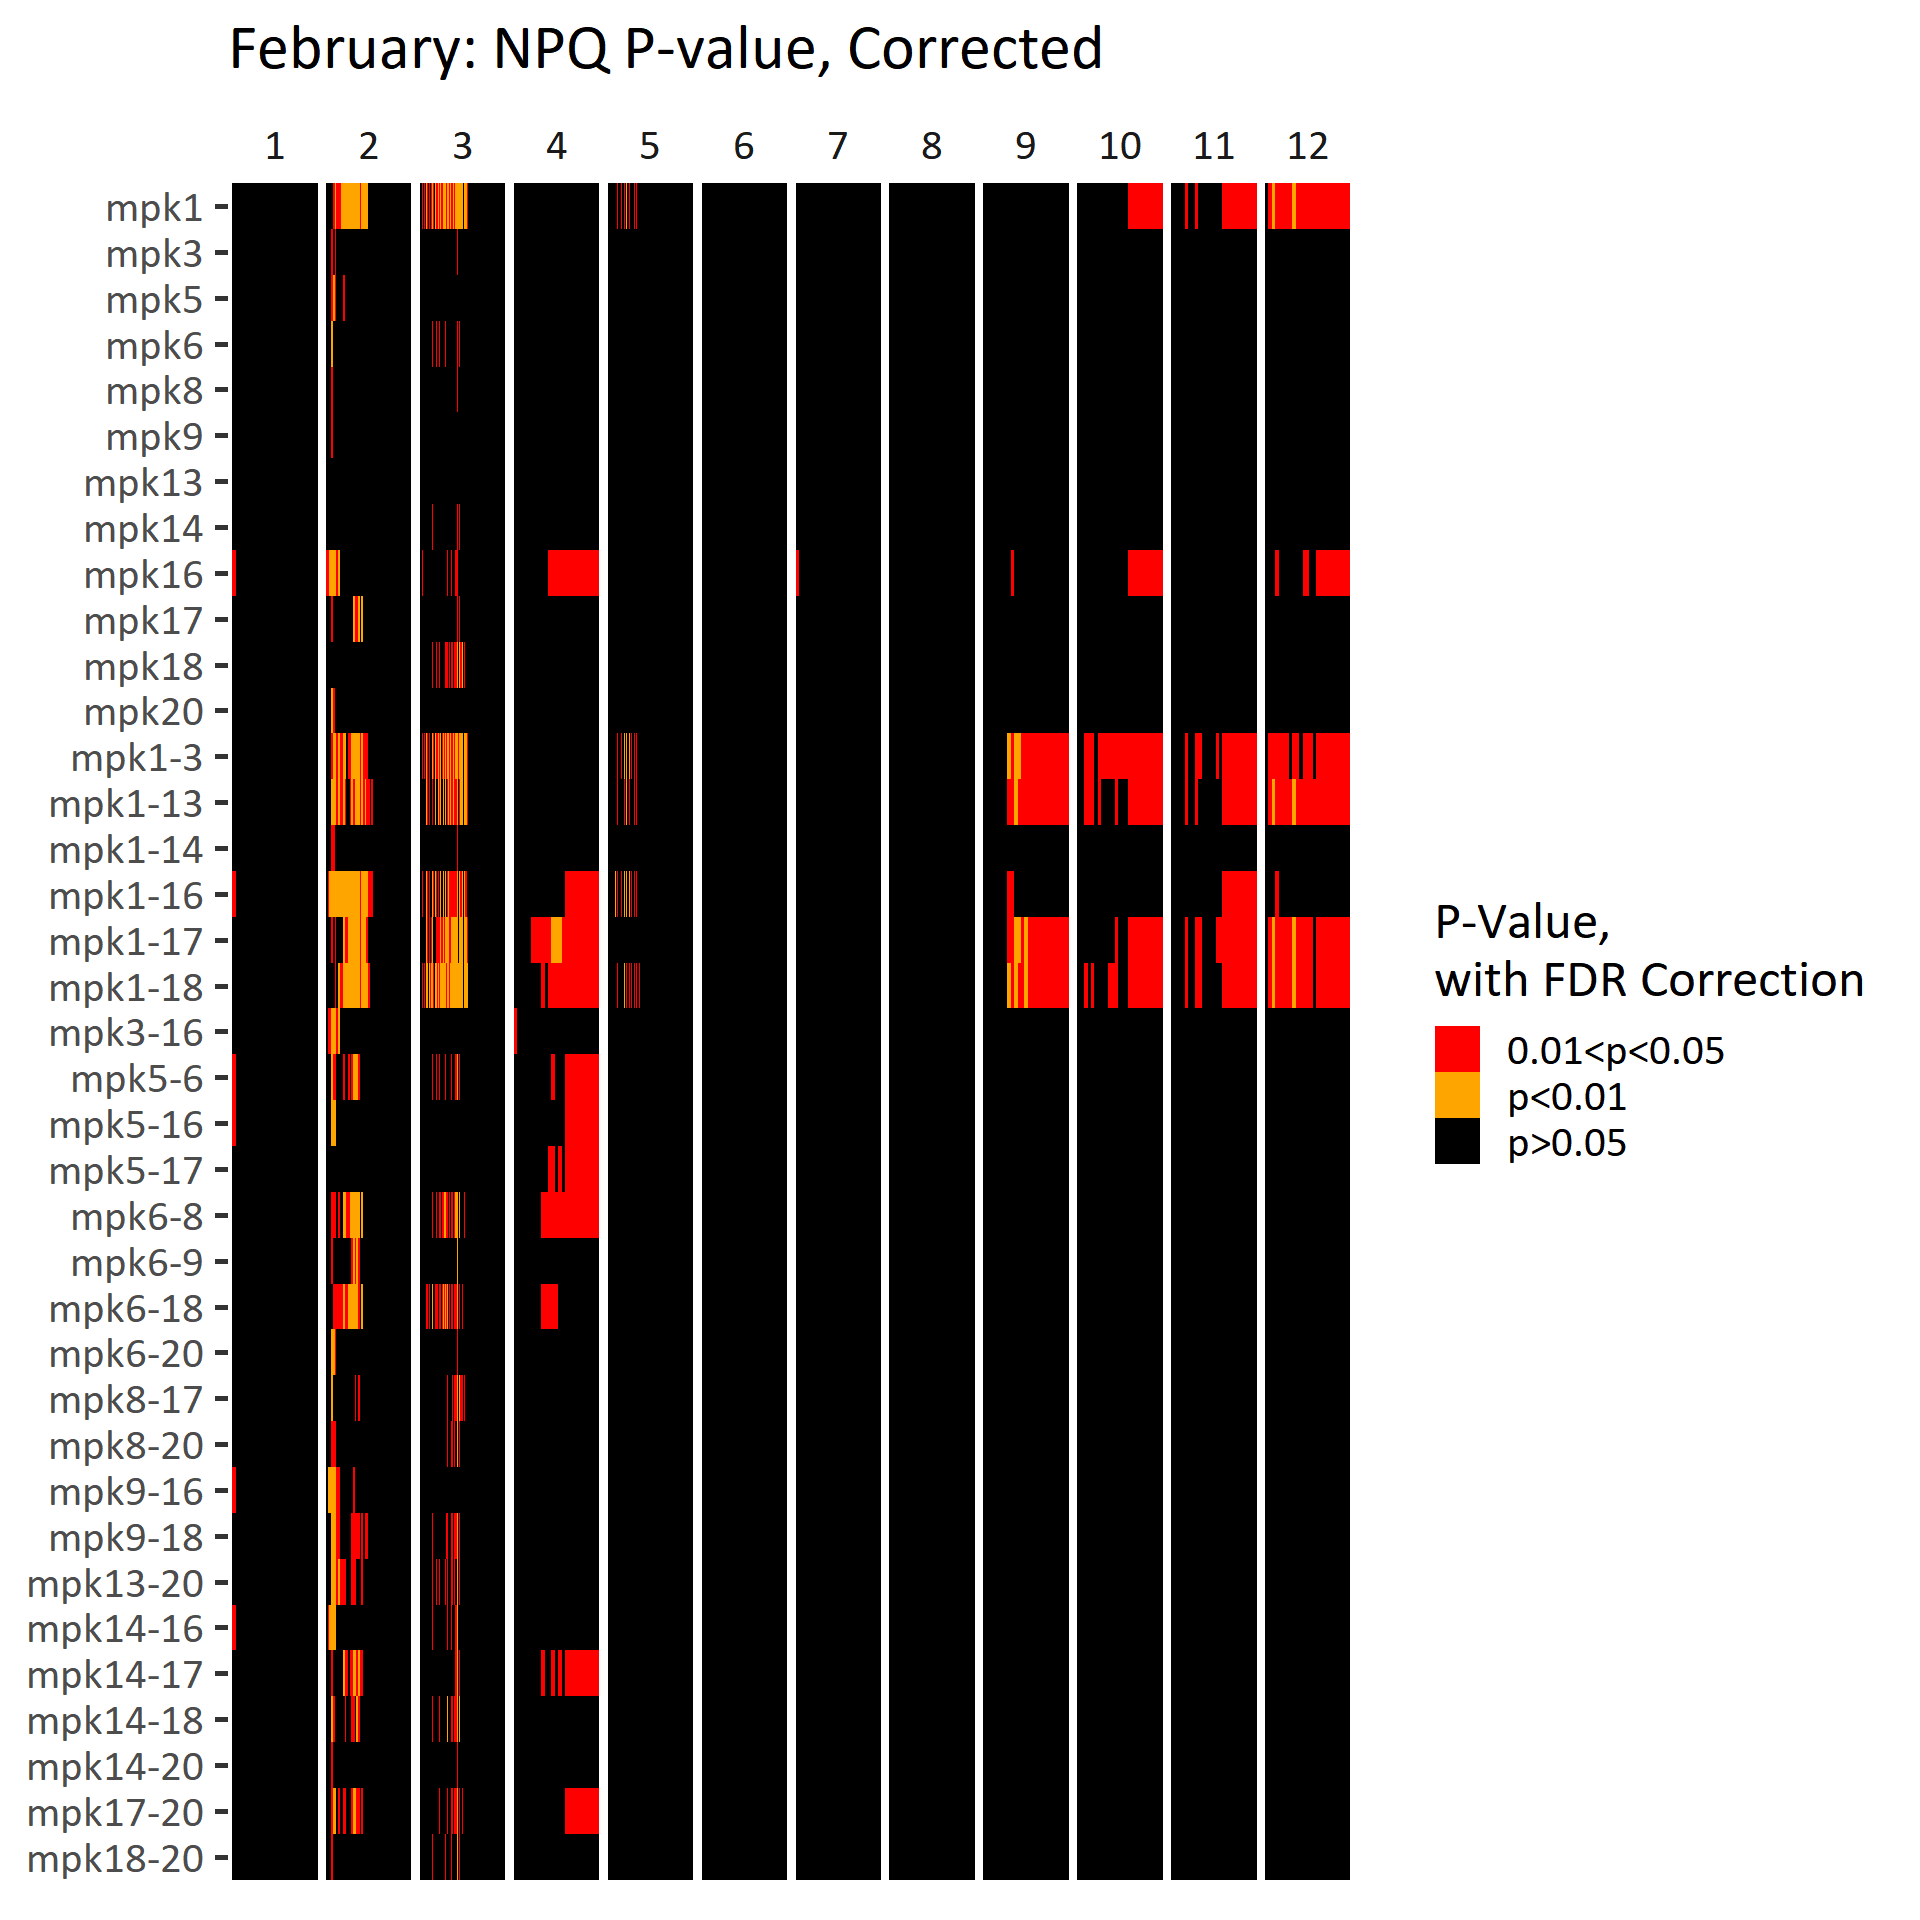 February: NPQ P-value, Corrected
1 2 3 4 5 6 7 8 9 10 11 12
mpk1
mpk3
mpk5
mpk6
mpk8
mpk9
mpk13
mpk14
mpk16
mpk17
mpk18
mpk20
mpk1-3
mpk1-13
mpk1-14
mpk1-16
mpk1-17
mpk1-18
mpk3-16
mpk5-6
mpk5-16
mpk5-17
mpk6-8
mpk6-9
mpk6-18
mpk6-20
mpk8-17
mpk8-20
mpk9-16
mpk9-18
mpk13-20
mpk14-16
mpk14-17
mpk14-18
mpk14-20
mpk17-20
mpk18-20
P-Value,
with FDR Correction
0.01<p<0.05
p<0.01
p>0.05